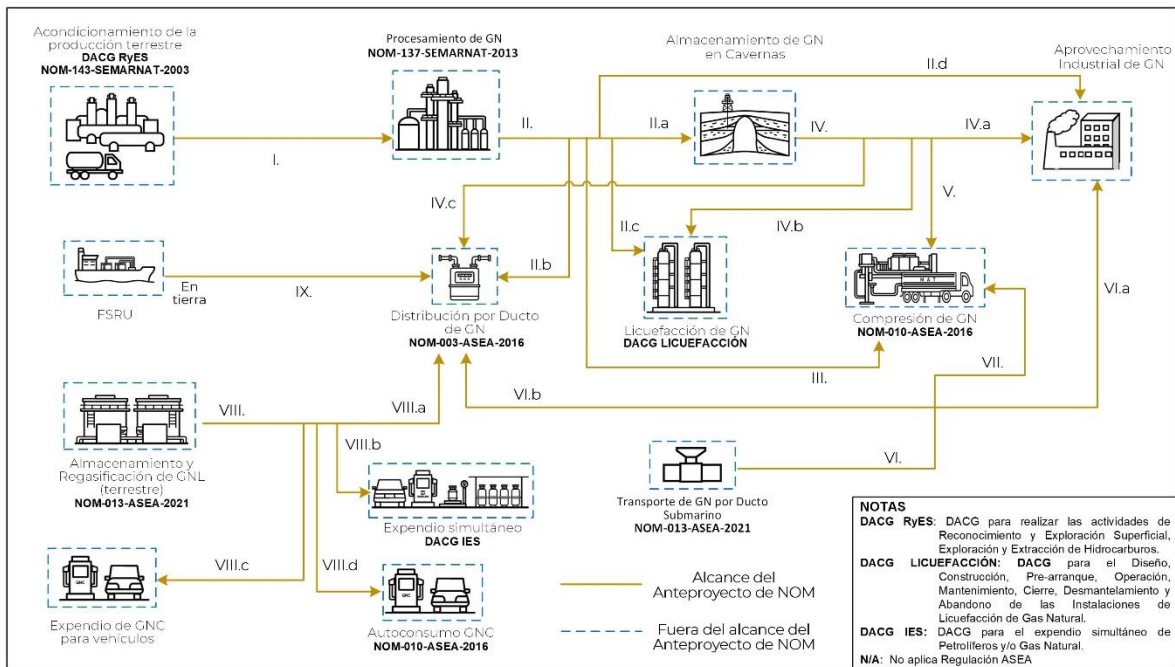 Acondicionamiento de la
producción terrestre
DACG RyES
NOM-143-SEMARNAT-2003
Procesamiento de GN
NOM-137-SEMARNAT-2013
Almacenamiento de GN
en Cavernas
Aprovechamiento
Industrial de GN
II.d
I.
II.
II.a
IV.
IV.a
IV.c
II.c
IV.b
V.
II.b
En
tierra
IX.
FSRU
Distribución por Ducto
de GN
NOM-003-ASEA-2016
Licuefacción de GN
DACG LICUEFACCIÓN
MAT
Compresión de GN
NOM-010-ASEA-2016
VI.a
III.
VII.
VI.b
VIII.
VIII.a
VIII.b
Almacenamiento y
Regasificación de GNL
(terrestre)
NOM-013-ASEA-2021
Expendio simultáneo
DACG IES
VI.
Transporte de GN por Ducto
Submarino
NOM-013-ASEA-2021
VIII.c
VIII.d
GNC
Expendio de GNC
para vehículos
GNC
Autoconsumo GNC
NOM-010-ASEA-2016
Alcance del
Anteproyecto de NOM
Fuera del alcance del
Anteproyecto de NOM
NOTAS
DACG RyES: DACG para realizar las actividades de
Reconocimiento y Exploración Superficial,
Exploración y Extracción de Hidrocarburos.
DACG LICUEFACCIÓN: DACG para el Diseño,
Construcción, Pre-arranque, Operación,
Mantenimiento, Cierre, Desmantelamiento y
Abandono de las Instalaciones de
Licuefacción de Gas Natural.
DACG IES: DACG para el expendio simultáneo de
Petrolíferos y/o Gas Natural.
N/A: No aplica Regulación ASEA